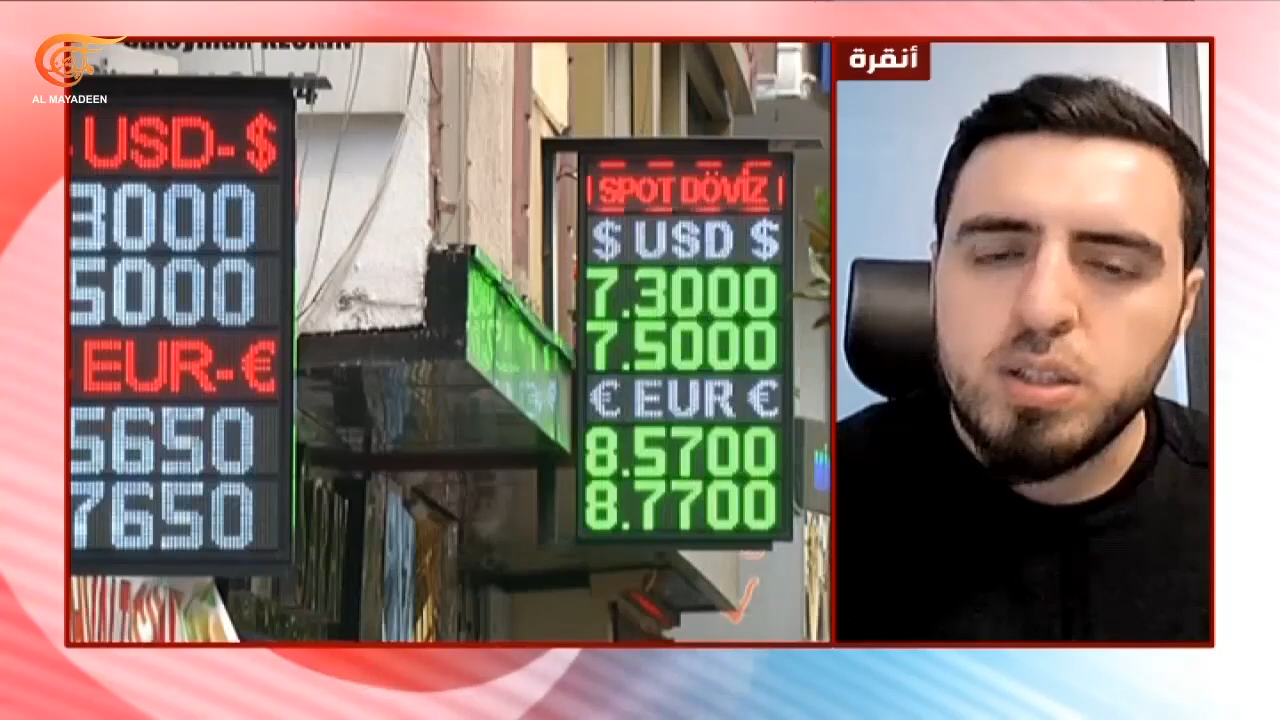 AL MAYADEEN
أنقرة
USD-$
3000
5000
EUR-€
5650
7650
SPOT DÖVİZ
$ USD $
7.3000
7.5000
€ EUR €
8.5700
8.7700